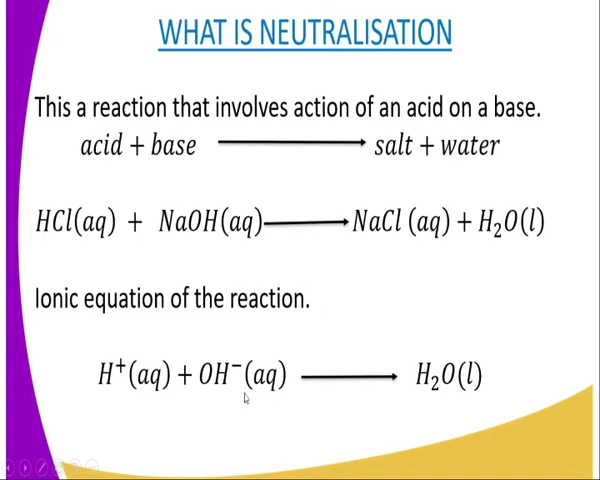 WHAT IS NEUTRALISATION
This a reaction that involves action of an acid on a base.
acid + base ⟶ salt + water
HCl(aq) + NaOH(aq) ⟶ NaCl (aq) + H₂O(l)
Ionic equation of the reaction.
H⁺(aq) + OH⁻(aq) ⟶ H₂O(l)